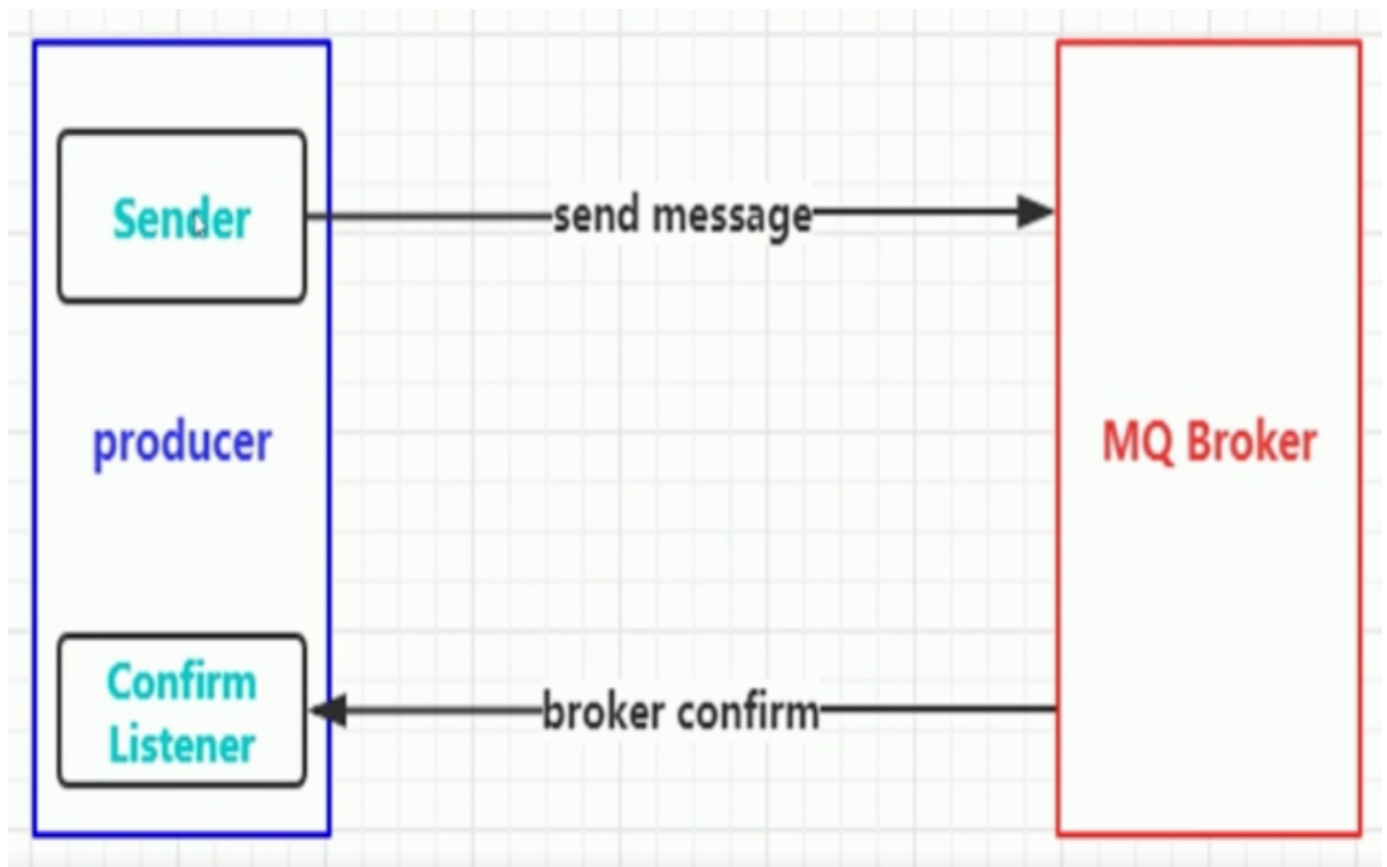 Sender
send message
producer
MQ Broker
Confirm
Listener
broker confirm